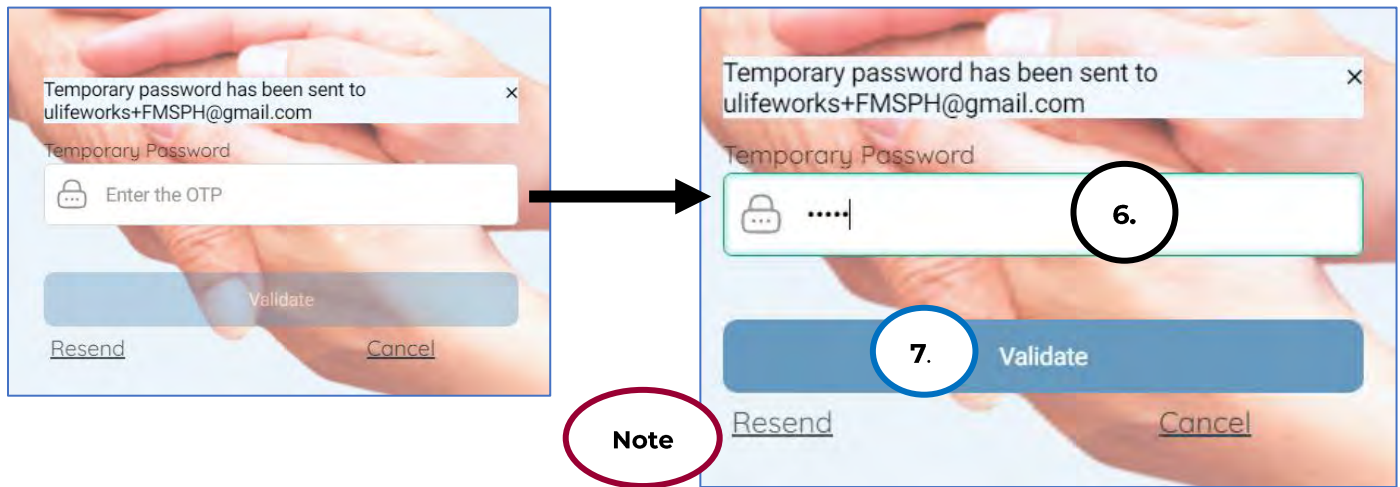 Temporary password has been sent to
ulifeworks+FMSPH@gmail.com
×
Temporary Password
Enter the OTP
Validate
Resend
Cancel
Temporary password has been sent to
ulifeworks+FMSPH@gmail.com
×
Temporary Password
•••••
6.
7.
Validate
Note
Resend
Cancel